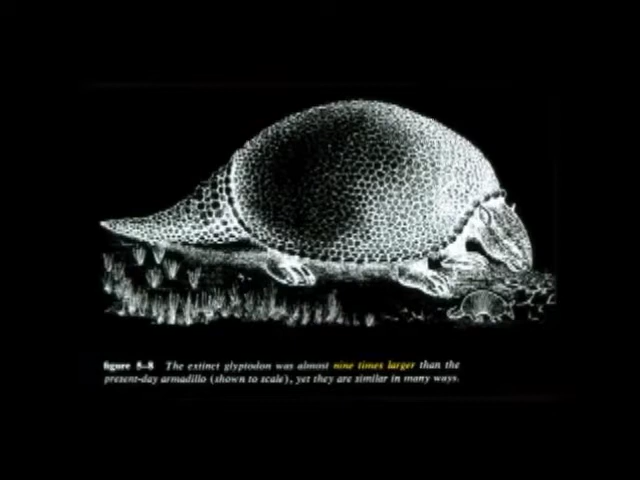 figure 5-8 The extinct glyptodon was almost nine times larger than the
present-day armadillo (shown to scale), yet they are similar in many ways.